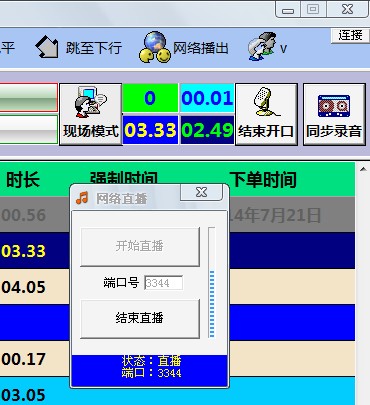 平 跳至下行 网络播出 v
连接
现场模式 0 00.01 结束开口 同步录音
03.33 02.49
时长 强制时间 下单时间
00.56 14年7月21日
03.33
04.05
00.17
03.05
网络直播
开始直播
端口号 3344
结束直播
状态：直播
端口：3344